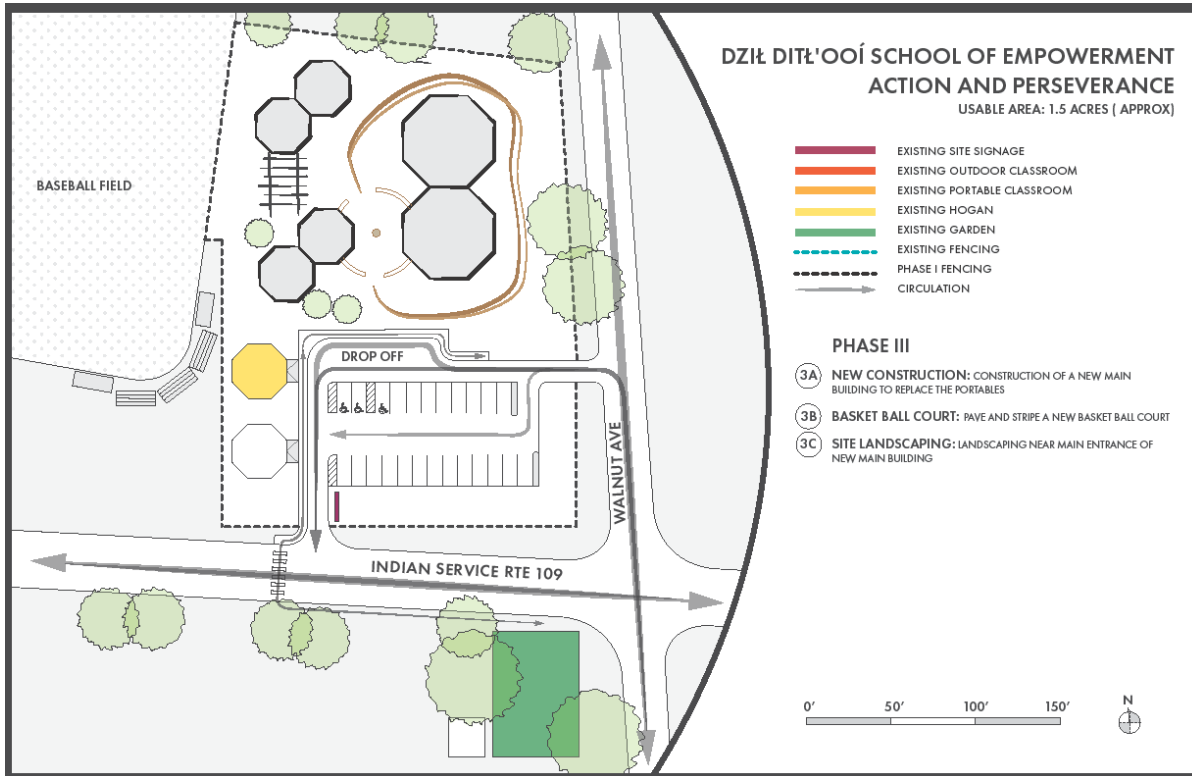 DZIŁ DITŁ'OOÍ SCHOOL OF EMPOWERMENT
ACTION AND PERSEVERANCE
USABLE AREA: 1.5 ACRES ( APPROX)
EXISTING SITE SIGNAGE
EXISTING OUTDOOR CLASSROOM
EXISTING PORTABLE CLASSROOM
EXISTING HOGAN
EXISTING GARDEN
EXISTING FENCING
PHASE I FENCING
CIRCULATION
PHASE III
3A NEW CONSTRUCTION: CONSTRUCTION OF A NEW MAIN
BUILDING TO REPLACE THE PORTABLES
3B BASKET BALL COURT: PAVE AND STRIPE A NEW BASKET BALL COURT
3C SITE LANDSCAPING: LANDSCAPING NEAR MAIN ENTRANCE OF
NEW MAIN BUILDING
BASEBALL FIELD
DROP OFF
WALNUT AVE
INDIAN SERVICE RTE 109
0' 50' 100' 150'
N